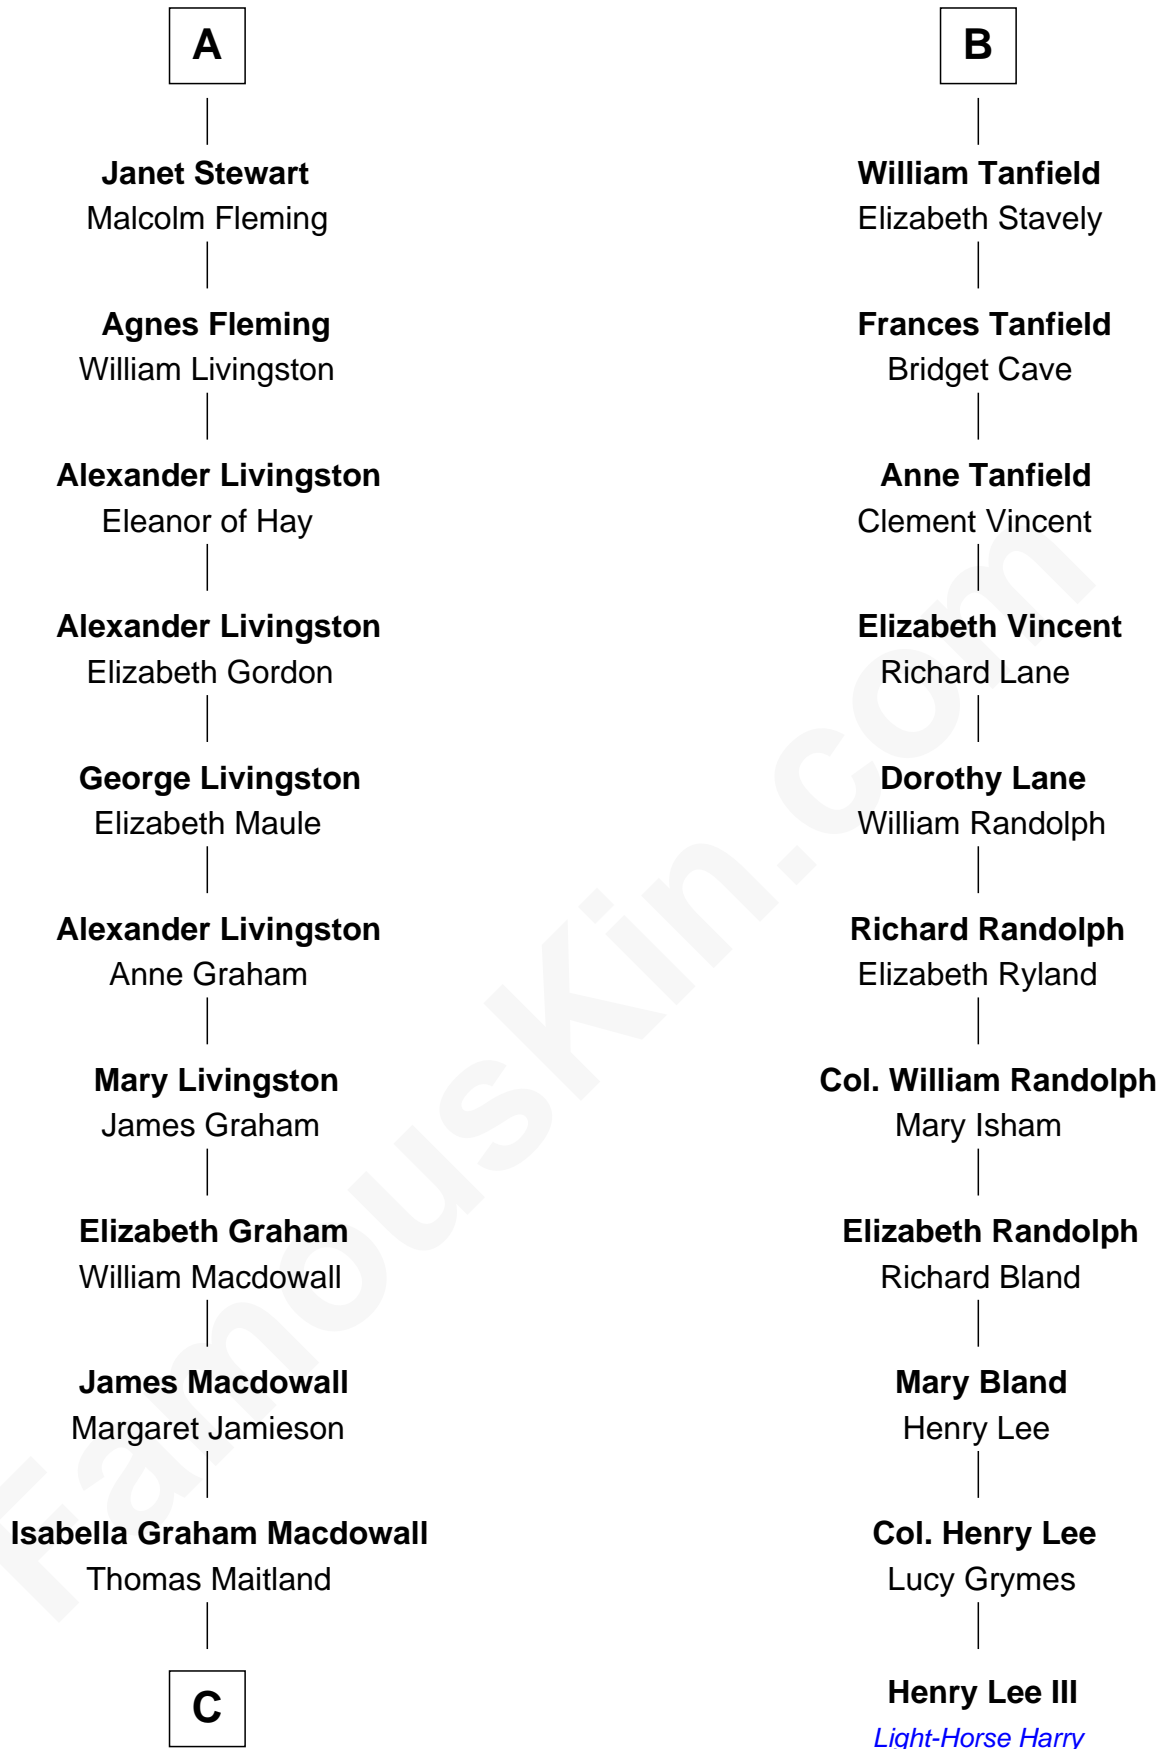 A
Janet Stewart
Malcolm Fleming
Agnes Fleming
William Livingston
Alexander Livingston
Eleanor of Hay
Alexander Livingston
Elizabeth Gordon
George Livingston
Elizabeth Maule
Alexander Livingston
Anne Graham
Mary Livingston
James Graham
Elizabeth Graham
William Macdowall
James Macdowall
Margaret Jamieson
Isabella Graham Macdowall
Thomas Maitland
C
B
William Tanfield
Elizabeth Stavely
Frances Tanfield
Bridget Cave
Anne Tanfield
Clement Vincent
Elizabeth Vincent
Richard Lane
Dorothy Lane
William Randolph
Richard Randolph
Elizabeth Ryland
Col. William Randolph
Mary Isham
Elizabeth Randolph
Richard Bland
Mary Bland
Henry Lee
Col. Henry Lee
Lucy Grymes
Henry Lee III
Light-Horse Harry
FamousKin.com